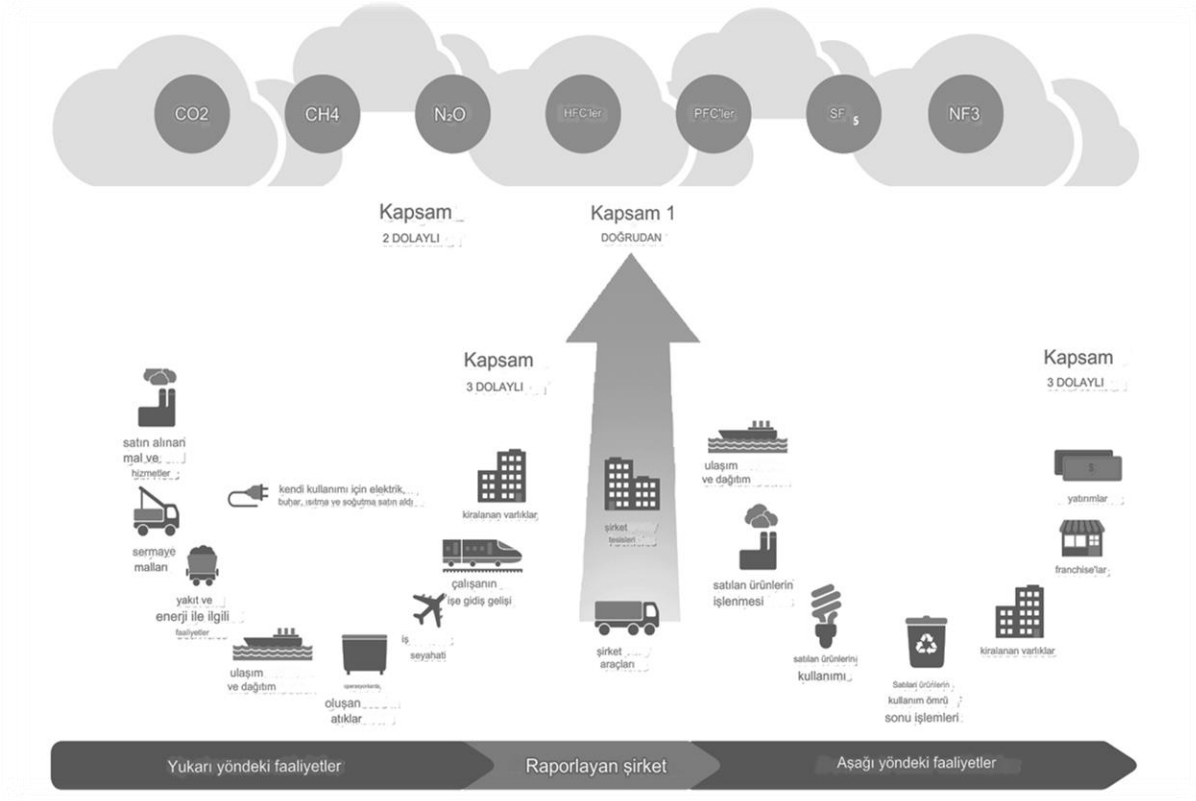 CO2
CH4
N₂O
HFC'ler
PFC'ler
SF 5
NF3
Kapsam
2 DOLAYLI
Kapsam 1
DOĞRUDAN
Kapsam
3 DOLAYLI
Kapsam
3 DOLAYLI
satın alınan
mal ve
hizmetler
sermaye
malları
yakıt ve
enerji ile ilgili
faaliyetler
kendi kullanımı için elektrik,
buhar, ısıtma ve soğutma satın aldı
ulaşım
ve dağıtım
operasyonlarda
oluşan
atıklar
iş
seyahati
çalışanın
işe gidiş gelişi
kiralanan varlıklar
şirket
tesisleri
şirket
araçları
ulaşım
ve dağıtım
satılan ürünlerin
işlenmesi
satılan ürünlerin
kullanımı
Satılan ürünlerin
kullanım ömrü
sonu işlemleri
kiralanan varlıklar
franchise'lar
yatırımlar
$
Yukarı yöndeki faaliyetler
Raporlayan şirket
Aşağı yöndeki faaliyetler